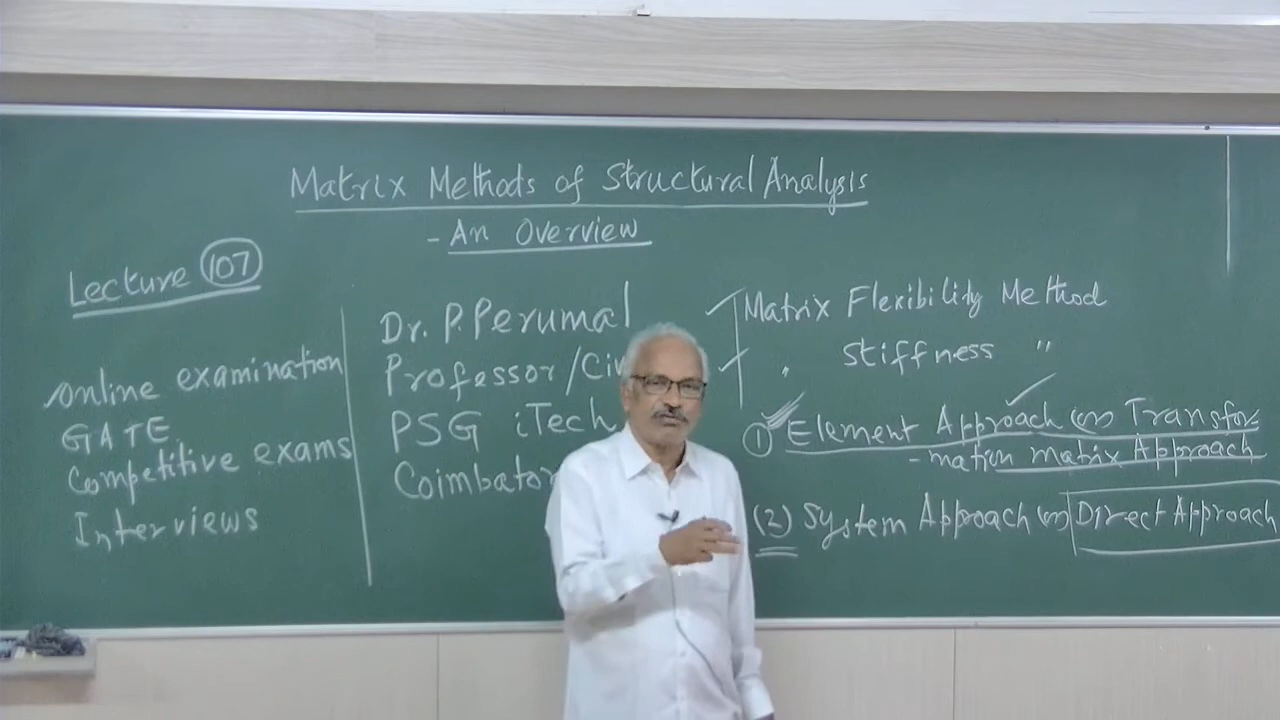 Matrix Methods of Structural Analysis
- An Overview
Lecture 107
Online examination
GATE
Competitive exams
Interviews
Dr. P. Perumal
Professor/Civ
PSG iTech
Coimbator
Matrix Flexibility Method
" Stiffness "
① Element Approach (or) Transfor
-mation matrix Approach
(2) System Approach (or) Direct Approach